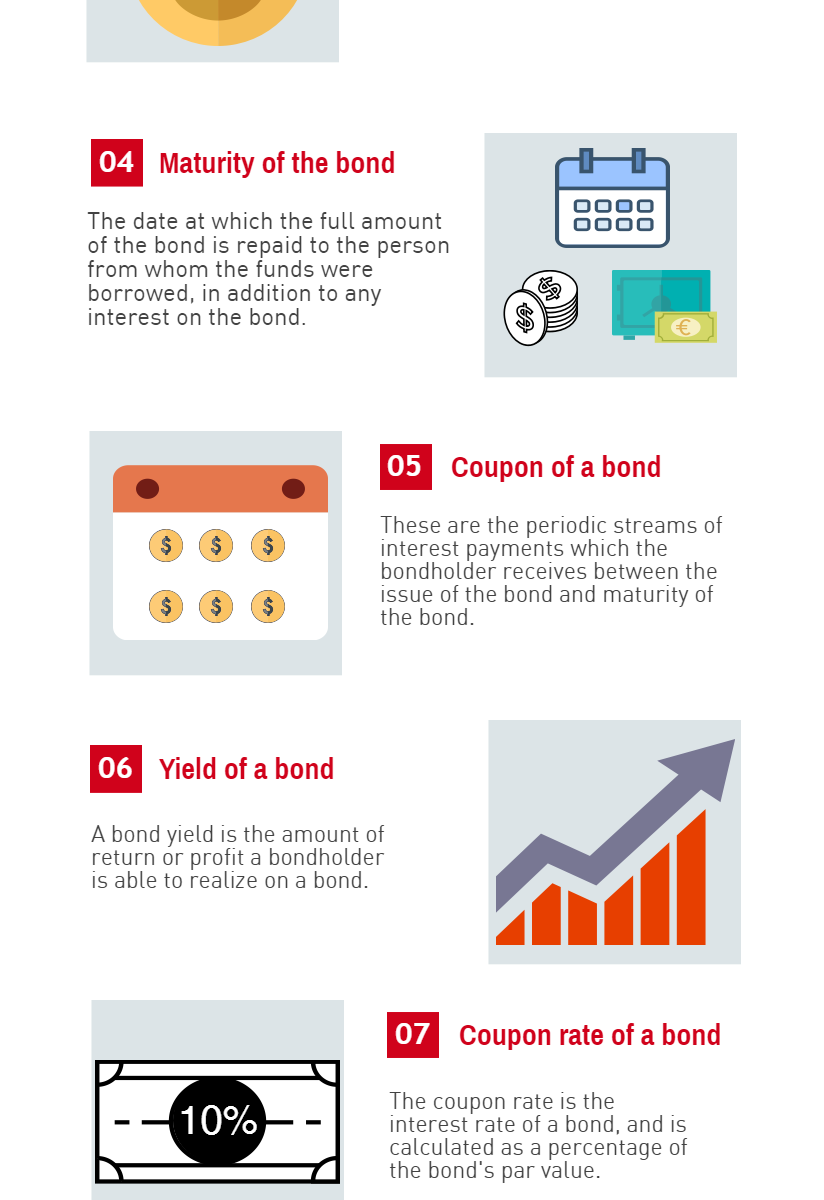 04 Maturity of the bond
The date at which the full amount
of the bond is repaid to the person
from whom the funds were
borrowed, in addition to any
interest on the bond.
$
$
€
05 Coupon of a bond
$ $ $
$ $ $
These are the periodic streams of
interest payments which the
bondholder receives between the
issue of the bond and maturity of
the bond.
06 Yield of a bond
A bond yield is the amount of
return or profit a bondholder
is able to realize on a bond.
07 Coupon rate of a bond
10%
The coupon rate is the
interest rate of a bond, and is
calculated as a percentage of
the bond's par value.